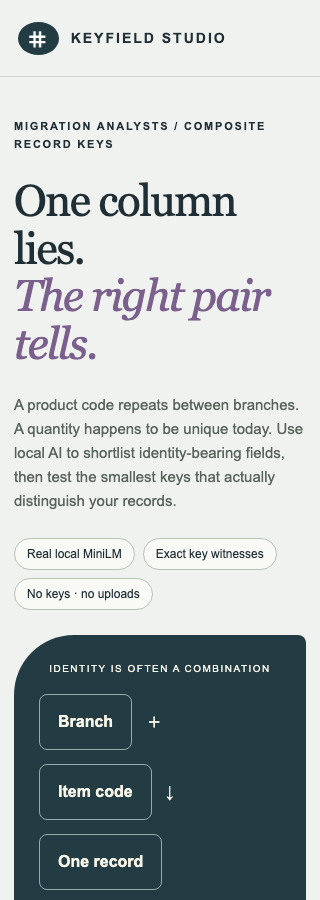 KEYFIELD STUDIO
MIGRATION ANALYSTS / COMPOSITE
RECORD KEYS
One column
lies.
The right pair
tells.
A product code repeats between branches.
A quantity happens to be unique today. Use
local AI to shortlist identity-bearing fields,
then test the smallest keys that actually
distinguish your records.
Real local MiniLM
Exact key witnesses
No keys · no uploads
IDENTITY IS OFTEN A COMBINATION
Branch +
Item code ↓
One record